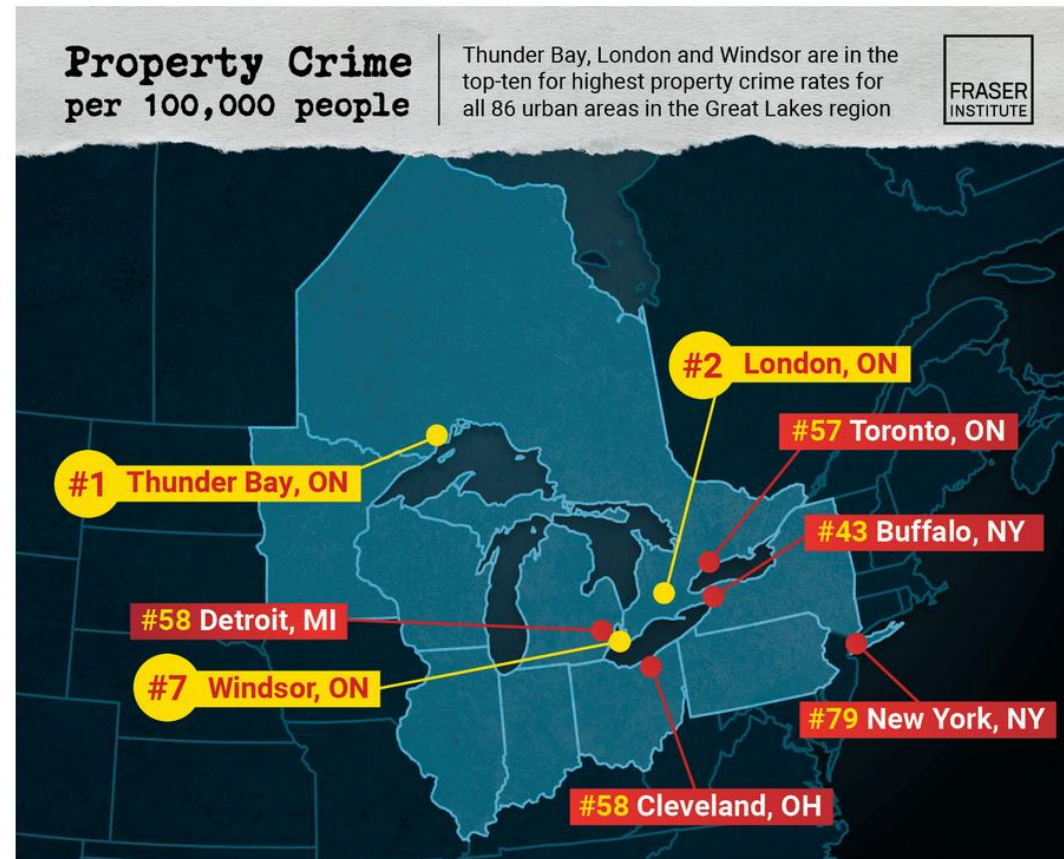 Property Crime
per 100,000 people
Thunder Bay, London and Windsor are in the
top-ten for highest property crime rates for
all 86 urban areas in the Great Lakes region
FRASER
INSTITUTE
#2 London, ON
#57 Toronto, ON
#1 Thunder Bay, ON
#43 Buffalo, NY
#58 Detroit, MI
#7 Windsor, ON
#79 New York, NY
#58 Cleveland, OH